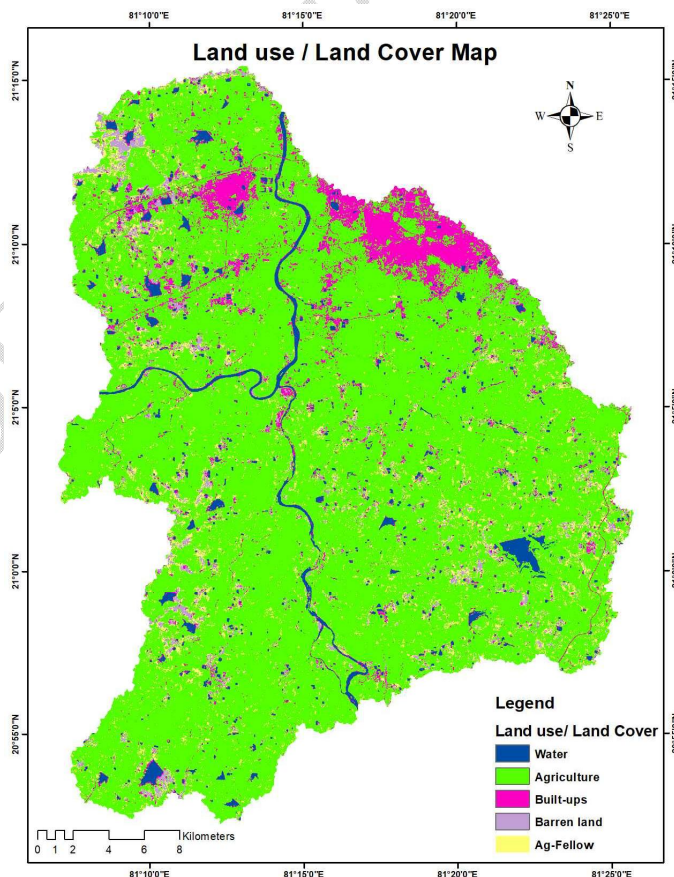 81°10'0"E 81°15'0"E 81°20'0"E 81°25'0"E
Land use / Land Cover Map
N
W E
S
21°15'0"N
21°10'0"N
21°5'0"N
21°0'0"N
20°55'0"N
Legend
Land use/ Land Cover
Water
Agriculture
Built-ups
Barren land
Ag-Fellow
Kilometers
0 1 2 4 6 8
81°10'0"E 81°15'0"E 81°20'0"E 81°25'0"E